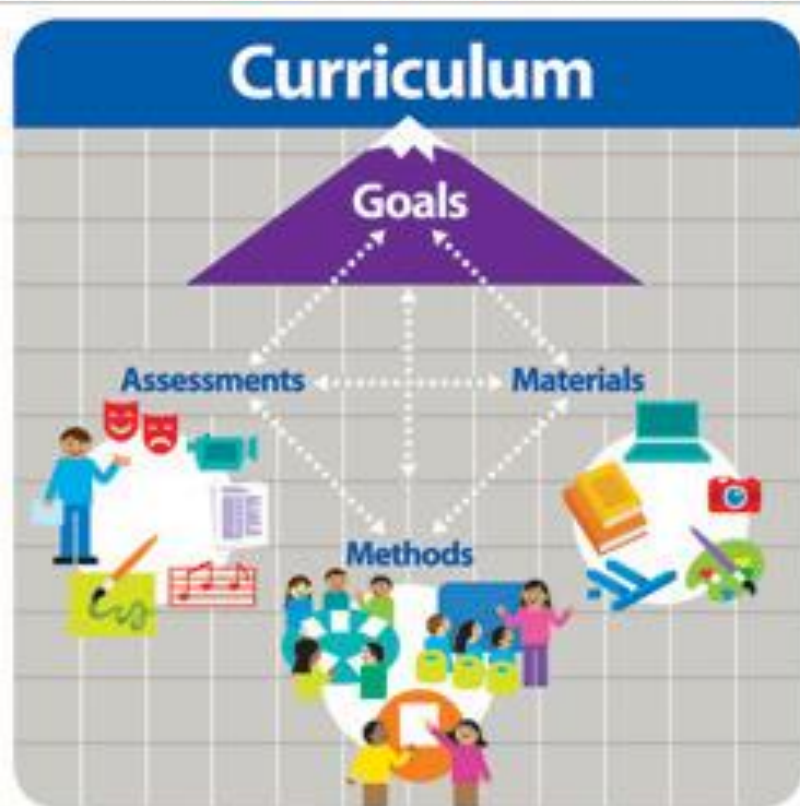 Curriculum
Goals
Assessments
Materials
Methods